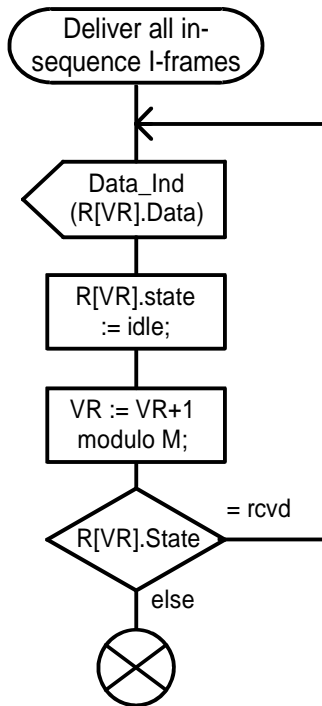 Deliver all in-
sequence I-frames
Data_Ind
(R[VR].Data)
R[VR].state
:= idle;
VR := VR+1
modulo M;
= rcvd
R[VR].State
else